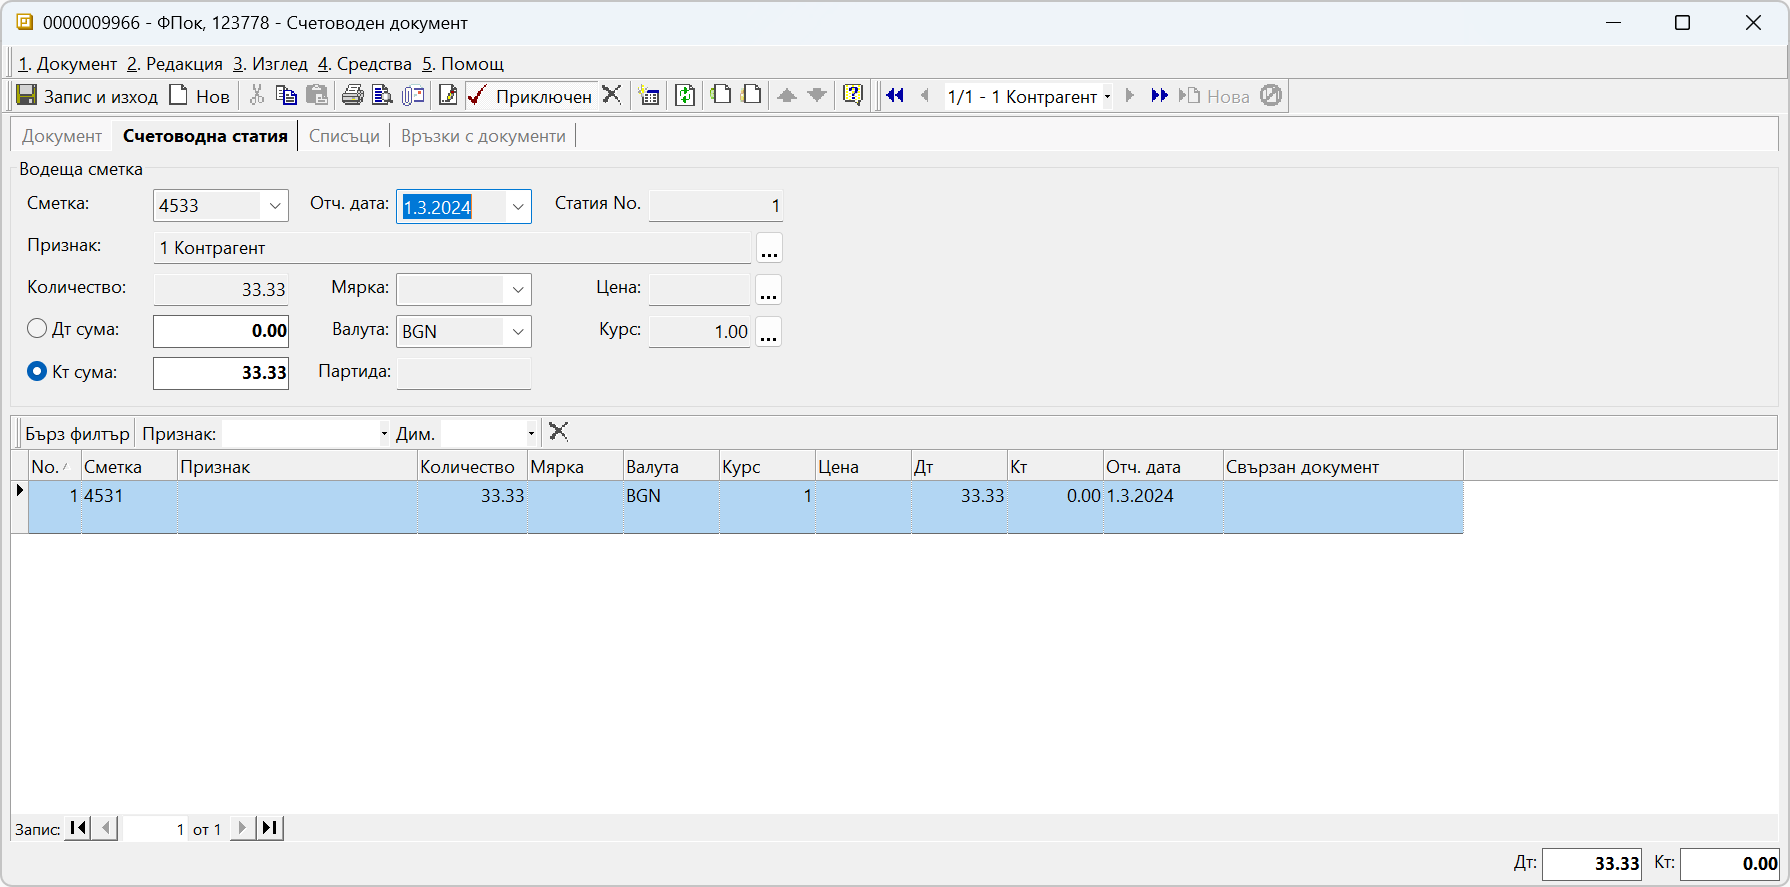 0000009966 - ФПок, 123778 - Счетоводен документ
1. Документ 2. Редакция 3. Изглед 4. Средства 5. Помощ
Запис и изход Нов Приключен 1/1 - 1 Контрагент Нова
Документ Счетоводна статия Списъци Връзки с документи
Водеща сметка
Сметка: 4533 Отч. дата: 1.3.2024 Статия No. 1
Признак: 1 Контрагент ...
Количество: 33.33 Мярка: Цена: ...
Дт сума: 0.00 Валута: BGN Курс: 1.00 ...
Кт сума: 33.33 Партида:
Бърз филтър Признак: Дим.
No. Сметка Признак Количество Мярка Валута Курс Цена Дт Кт Отч. дата Свързан документ
1 4531 33.33 BGN 1 33.33 0.00 1.3.2024
Запис: 1 от 1
Дт: 33.33 Кт: 0.00